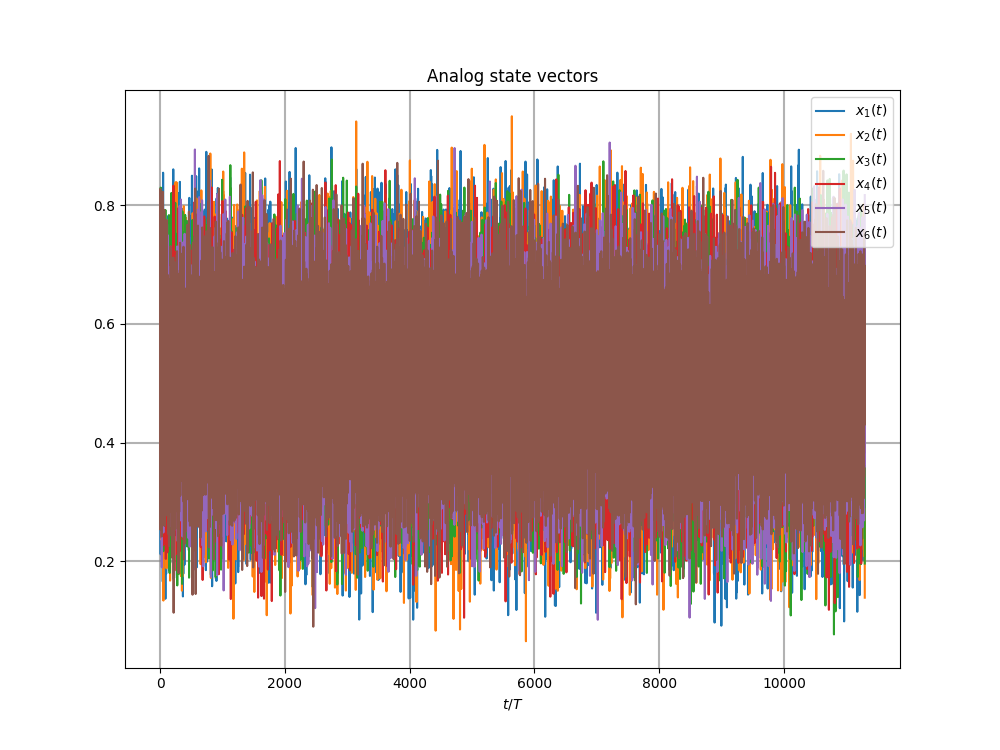 Analog state vectors
x₁(t)
x₂(t)
x₃(t)
x₄(t)
x₅(t)
x₆(t)
0.8
0.6
0.4
0.2
0 2000 4000 6000 8000 10000
t/T